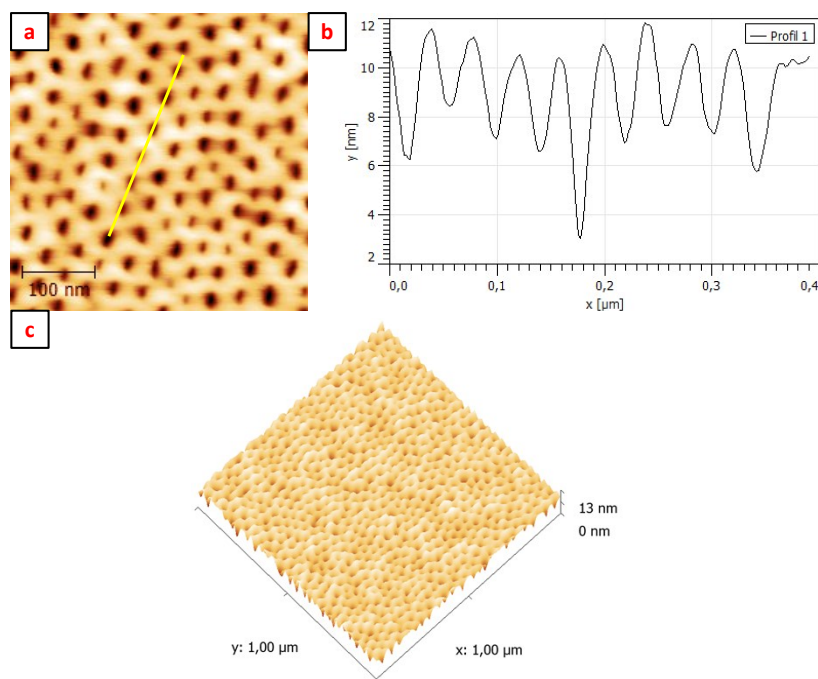 a
100 nm
b
12
10
8
6
4
2
y [nm]
Profil 1
0,0
0,1
0,2
0,3
0,4
x [µm]
c
13 nm
0 nm
y: 1,00 µm
x: 1,00 µm